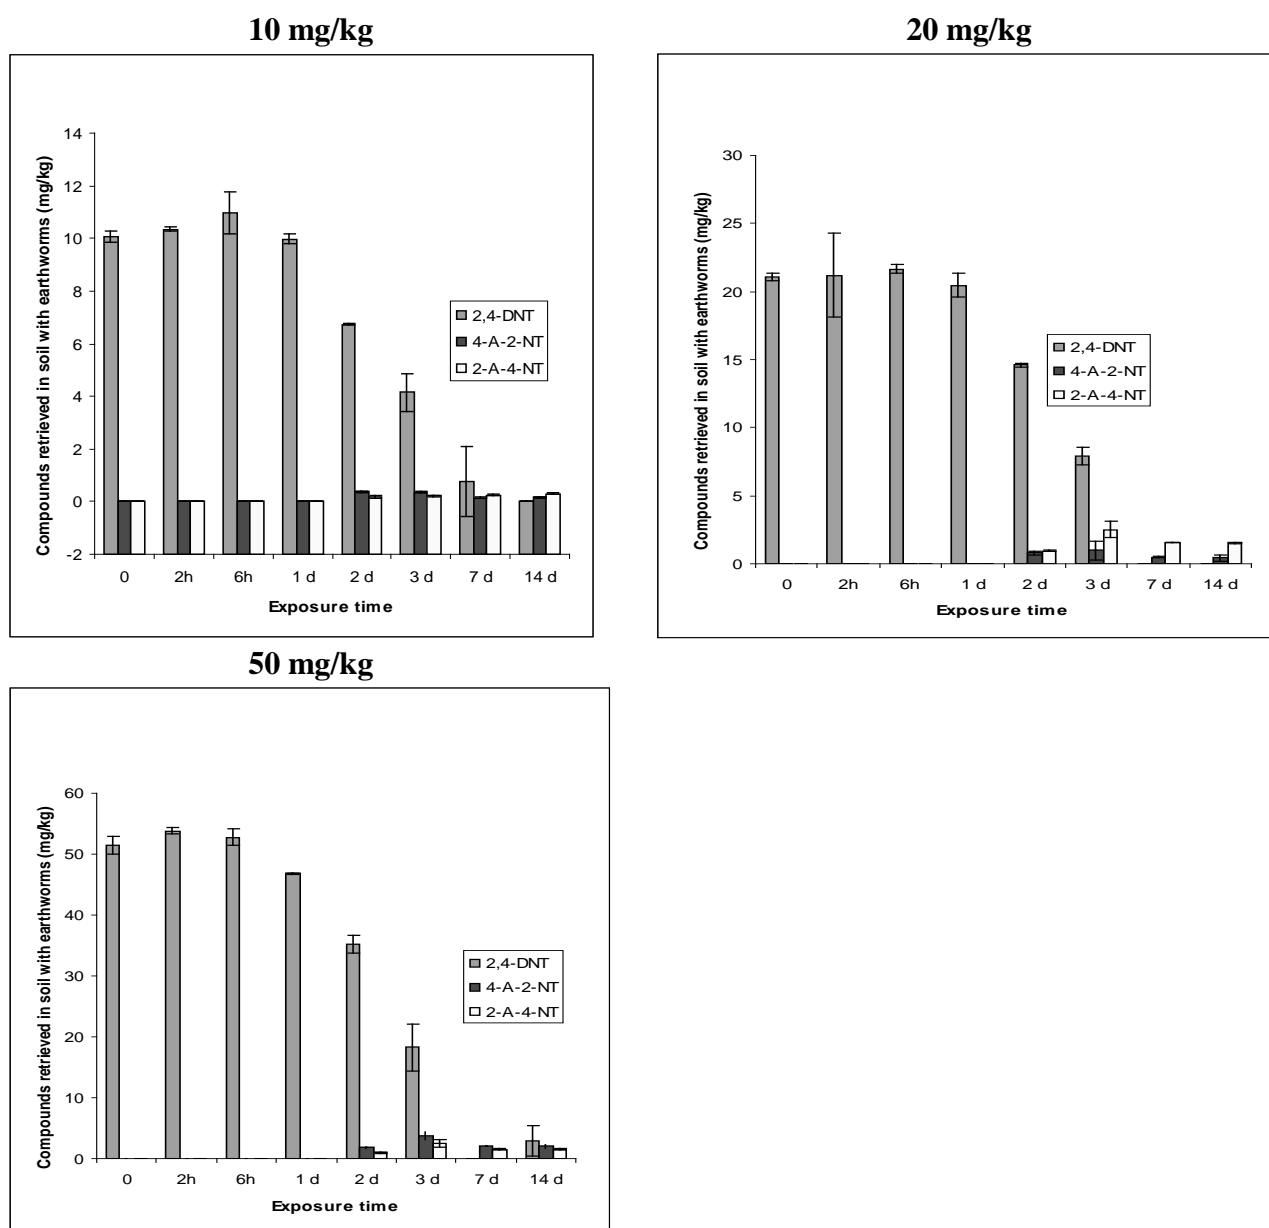 10 mg/kg
Compounds retrieved in soil with earthworms (mg/kg)
14
12
10
8
6
4
2
0
-2
2,4-DNT
4-A-2-NT
2-A-4-NT
0 2h 6h 1 d 2 d 3 d 7 d 14 d
Exposure time
20 mg/kg
Compounds retrieved in soil with earthworms (mg/kg)
30
25
20
15
10
5
0
2,4-DNT
4-A-2-NT
2-A-4-NT
0 2h 6h 1 d 2 d 3 d 7 d 14 d
Exposure time
50 mg/kg
Compounds retrieved in soil with earthworms (mg/kg)
60
50
40
30
20
10
0
2,4-DNT
4-A-2-NT
2-A-4-NT
0 2h 6h 1 d 2 d 3 d 7 d 14 d
Exposure time